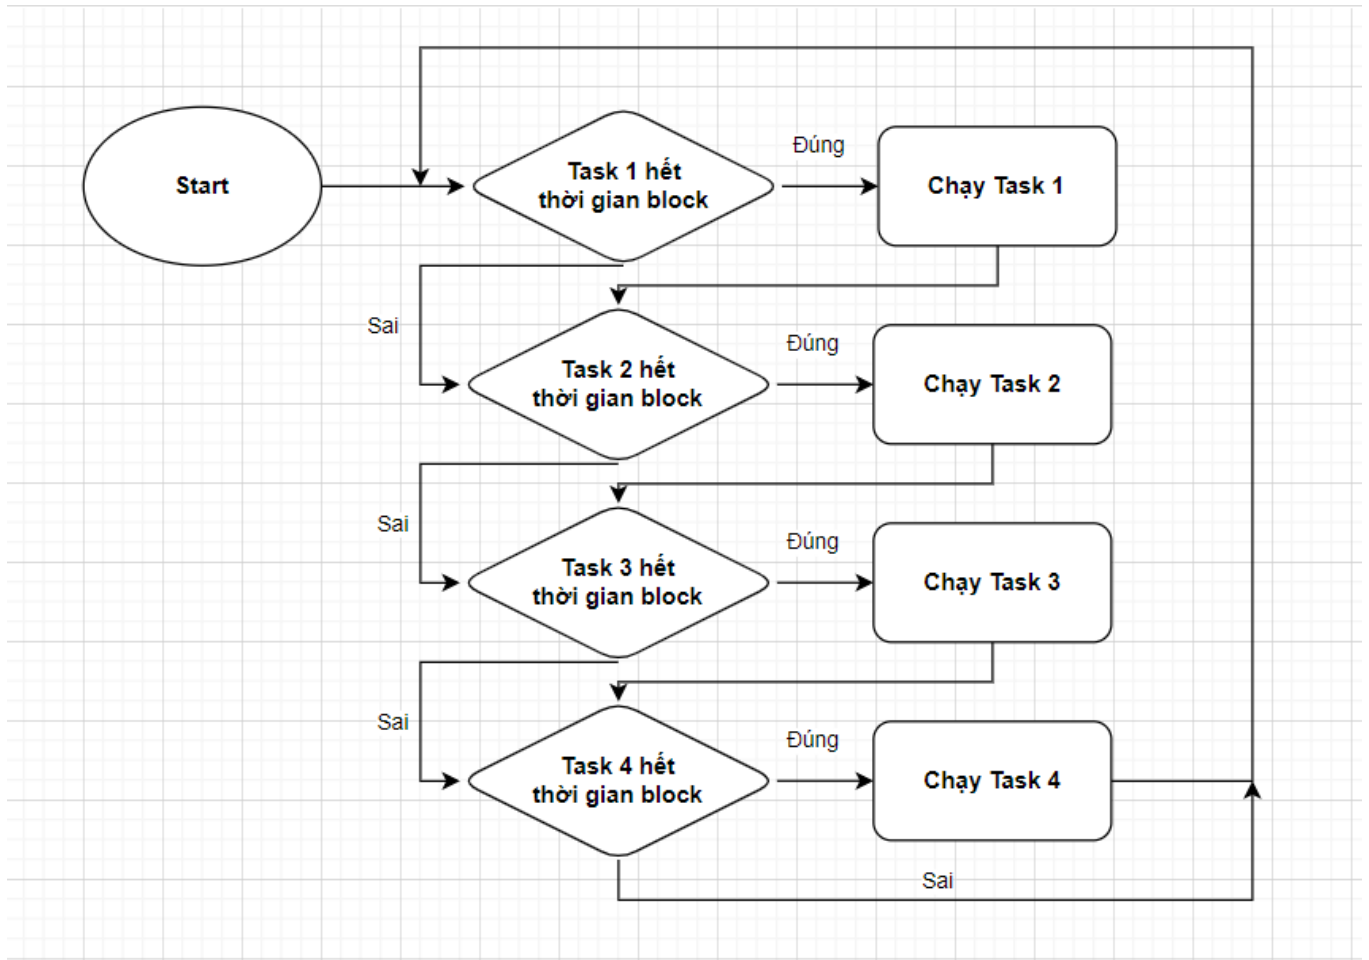 Start
Task 1 hết
thời gian block
Đúng
Chạy Task 1
Sai
Task 2 hết
thời gian block
Đúng
Chạy Task 2
Sai
Task 3 hết
thời gian block
Đúng
Chạy Task 3
Sai
Task 4 hết
thời gian block
Đúng
Chạy Task 4
Sai